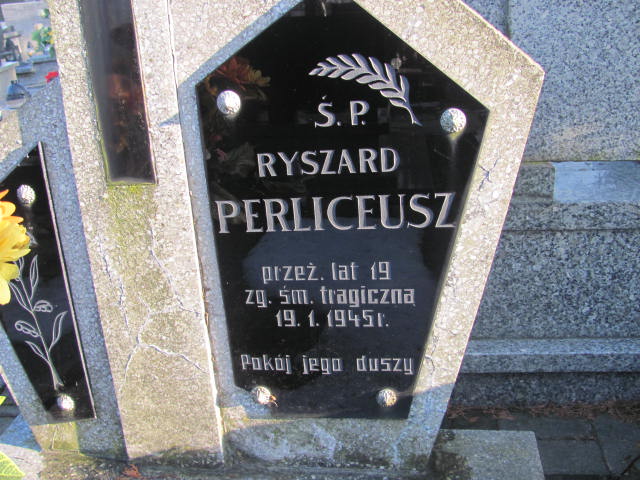 Ś.P.
RYSZARD
PERLICEUSZ
przeż. lat 19
zg. śm. tragiczną
19.1.1945r.
Pokój jego duszy